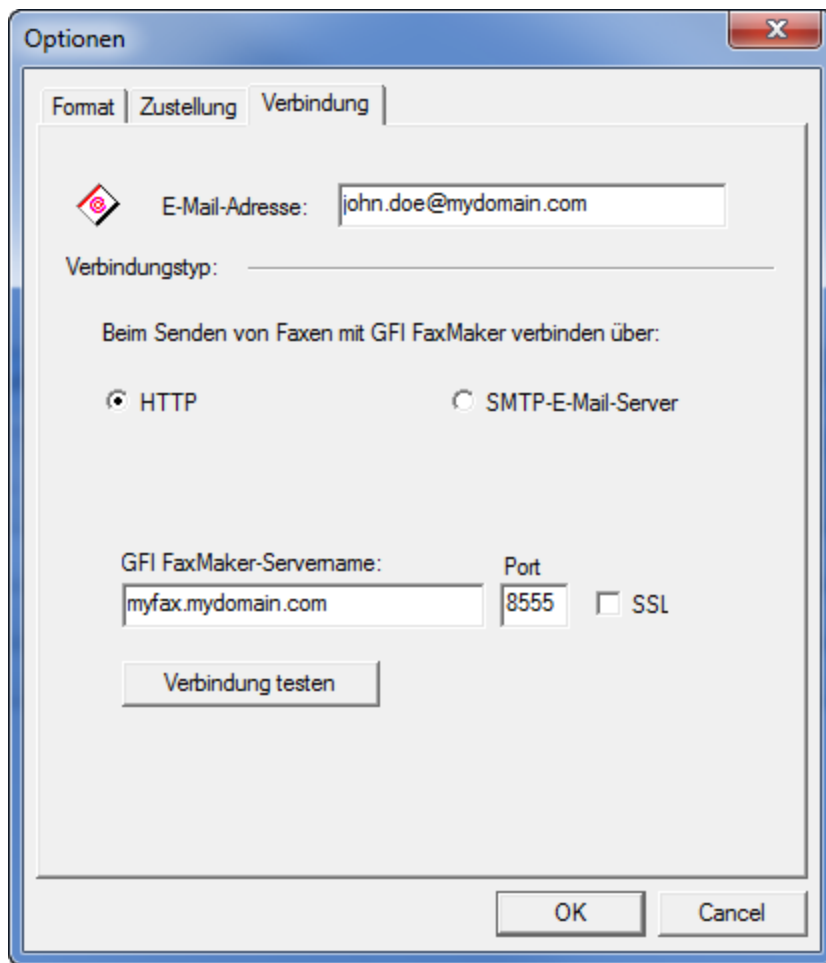 Optionen
Format Zustellung Verbindung
E-Mail-Adresse: john.doe@mydomain.com
Verbindungstyp:
Beim Senden von Faxen mit GFI FaxMaker verbinden über:
HTTP SMTP-E-Mail-Server
GFI FaxMaker-Servername: Port
myfax.mydomain.com 8555 SSL
Verbindung testen
OK Cancel